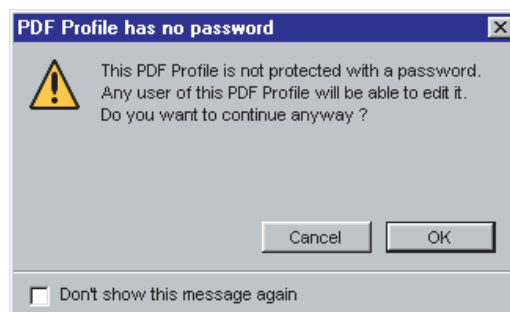 PDF Profile has no password
This PDF Profile is not protected with a password.
Any user of this PDF Profile will be able to edit it.
Do you want to continue anyway ?
Cancel
OK
Don't show this message again